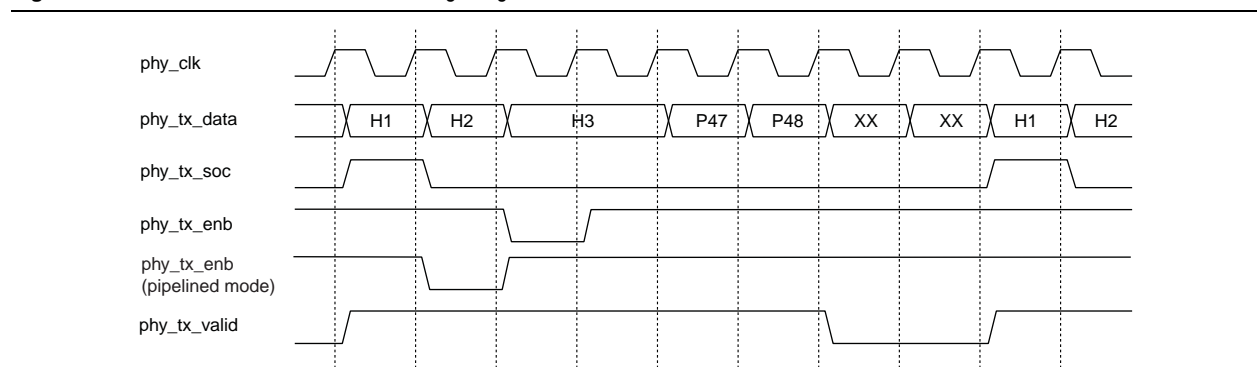 phy_clk
phy_tx_data H1 H2 H3 P47 P48 XX XX H1 H2
phy_tx_soc
phy_tx_enb
phy_tx_enb
(pipelined mode)
phy_tx_valid